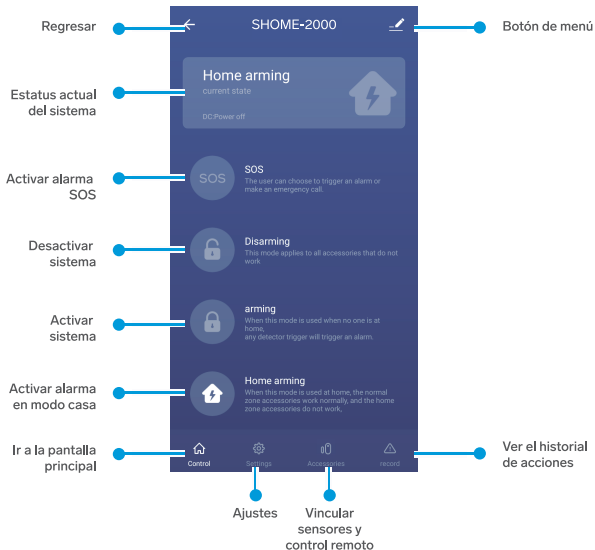 Regresar
SHOME-2000
Botón de menú
Estatus actual
del sistema
Home arming
current state
DC:Power off
Activar alarma
SOS
SOS
SOS
The user can choose to trigger an alarm or
make an emergency call.
Desactivar
sistema
Disarming
This mode applies to all accessories that do not
work
Activar
sistema
arming
When this mode is used when no one is at
home,
any detector trigger will trigger an alarm.
Activar alarma
en modo casa
Home arming
When this mode is used at home, the normal
zone accessories work normally, and the home
zone accessories do not work,
Ir a la pantalla
principal
Control
Settings
Accessories
record
Ver el historial
de acciones
Ajustes
Vincular
sensores y
control remoto